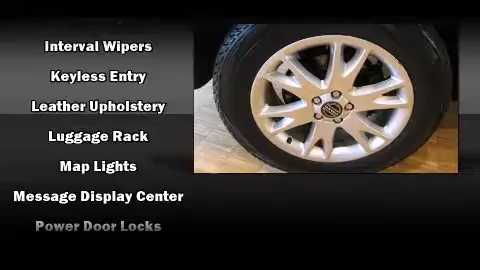 Interval Wipers
Keyless Entry
Leather Upholstery
Luggage Rack
Map Lights
Message Display Center
Power Door Locks